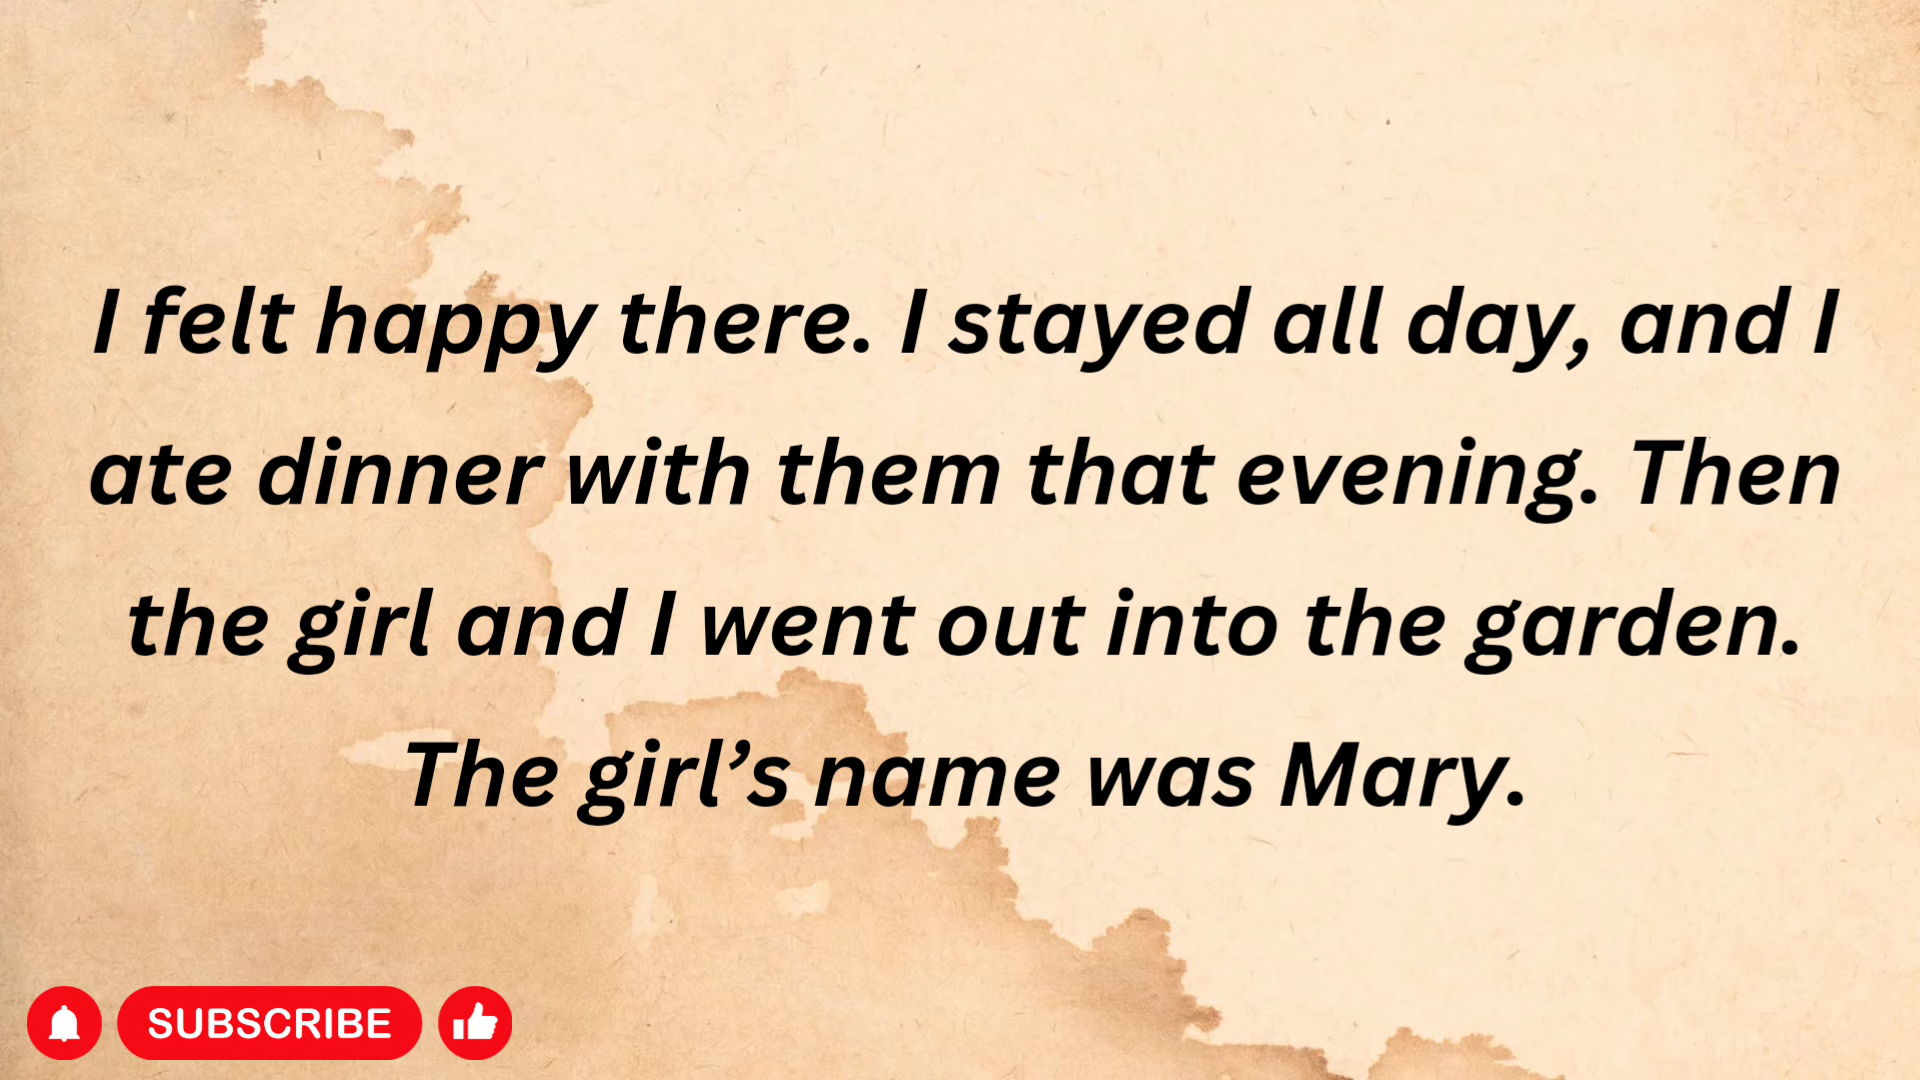 I felt happy there. I stayed all day, and I
ate dinner with them that evening. Then
the girl and I went out into the garden.
The girl’s name was Mary.
SUBSCRIBE